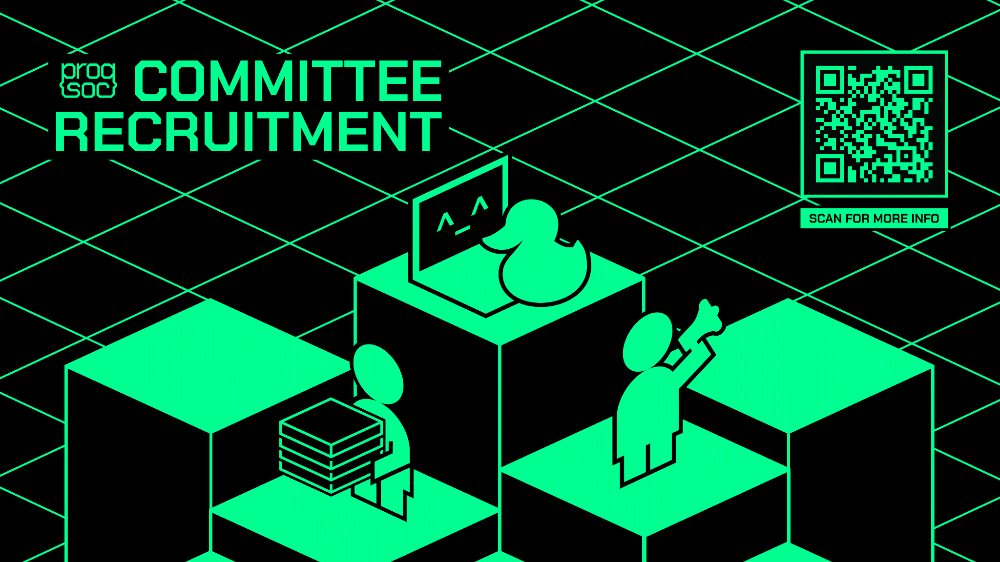 prog
{soc}
COMMITTEE
RECRUITMENT
SCAN FOR MORE INFO
^_^